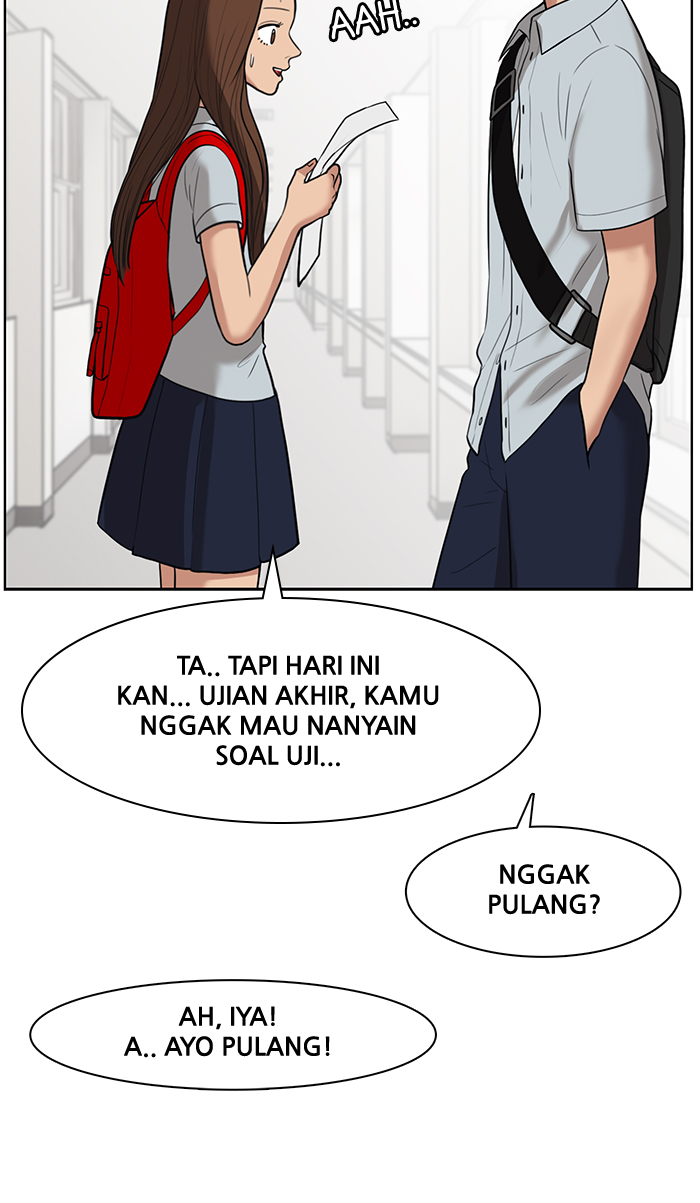 AAH..
TA.. TAPI HARI INI
KAN... UJIAN AKHIR, KAMU
NGGAK MAU NANYAIN
SOAL UJI...
NGGAK
PULANG?
AH, IYA!
A.. AYO PULANG!